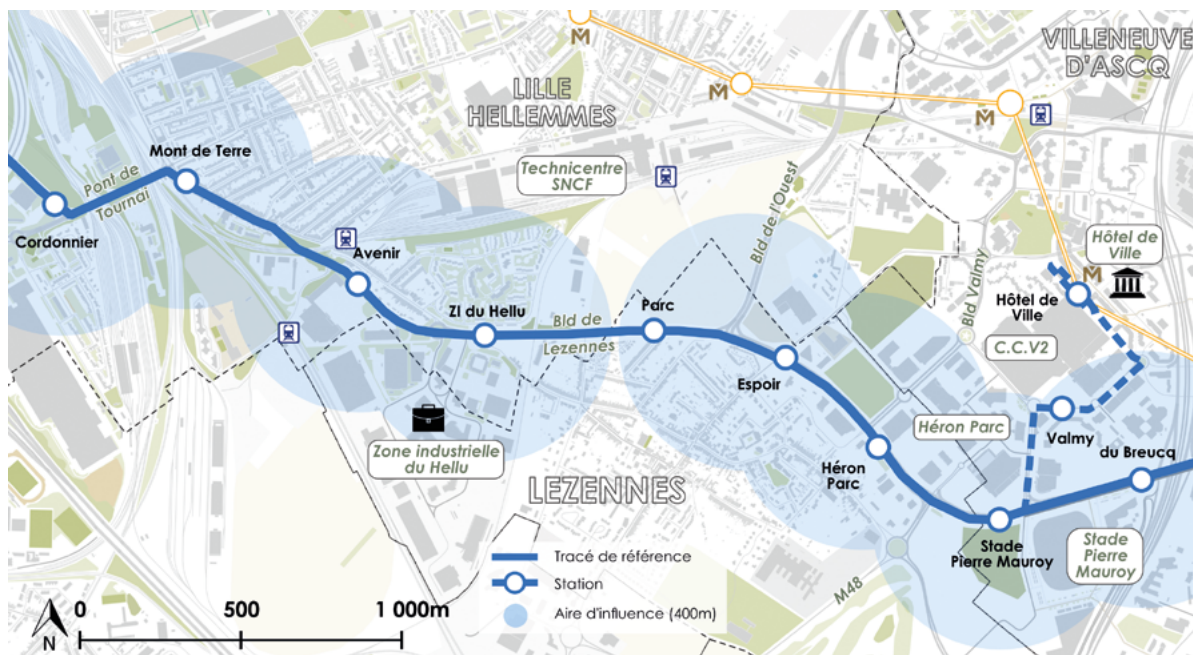 VILLENEUVE
D'ASCQ
M
M
M
LILLE
HELLEMMES
Mont de Terre
Technicentre
SNCF
Pont de
Tournai
Bld de l'Ouest
Cordonnier
Avenir
Bld Valmy
Hôtel de
Ville
M
ZI du Hellu
Bld de
Lezennes
Parc
Hôtel de
Ville
C.C.V2
Espoir
Zone industrielle
du Hellu
Héron Parc
Valmy
du Breucq
Héron
Parc
LEZENNES
Stade
Pierre Mauroy
Stade
Pierre
Mauroy
M48
Tracé de référence
Station
Aire d'influence (400m)
0 500 1 000m
N